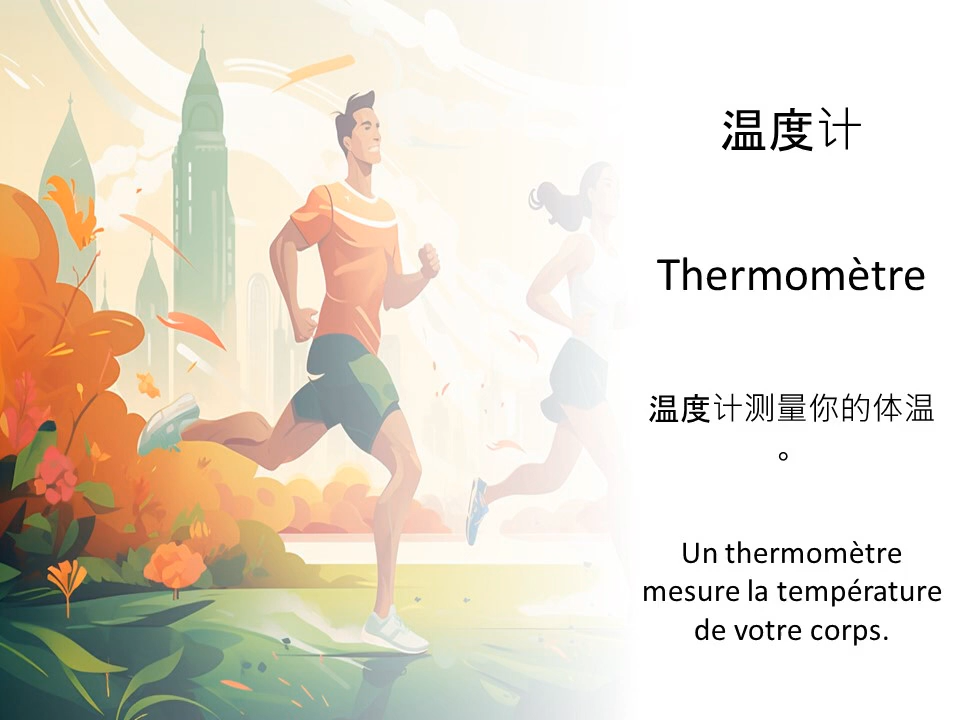 温度计
Thermomètre
温度计测量你的体温
。
Un thermomètre
mesure la température
de votre corps.